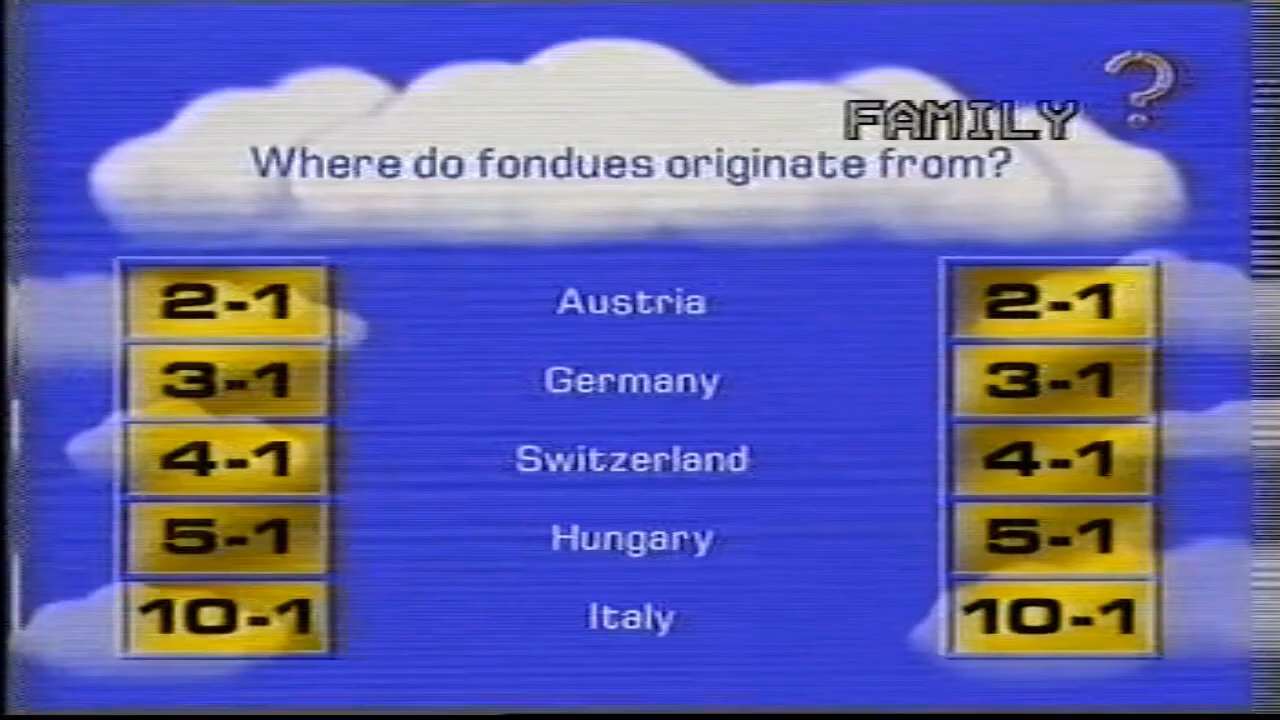 FAMILY
?
Where do fondues originate from?
2-1 Austria 2-1
3-1 Germany 3-1
4-1 Switzerland 4-1
5-1 Hungary 5-1
10-1 Italy 10-1